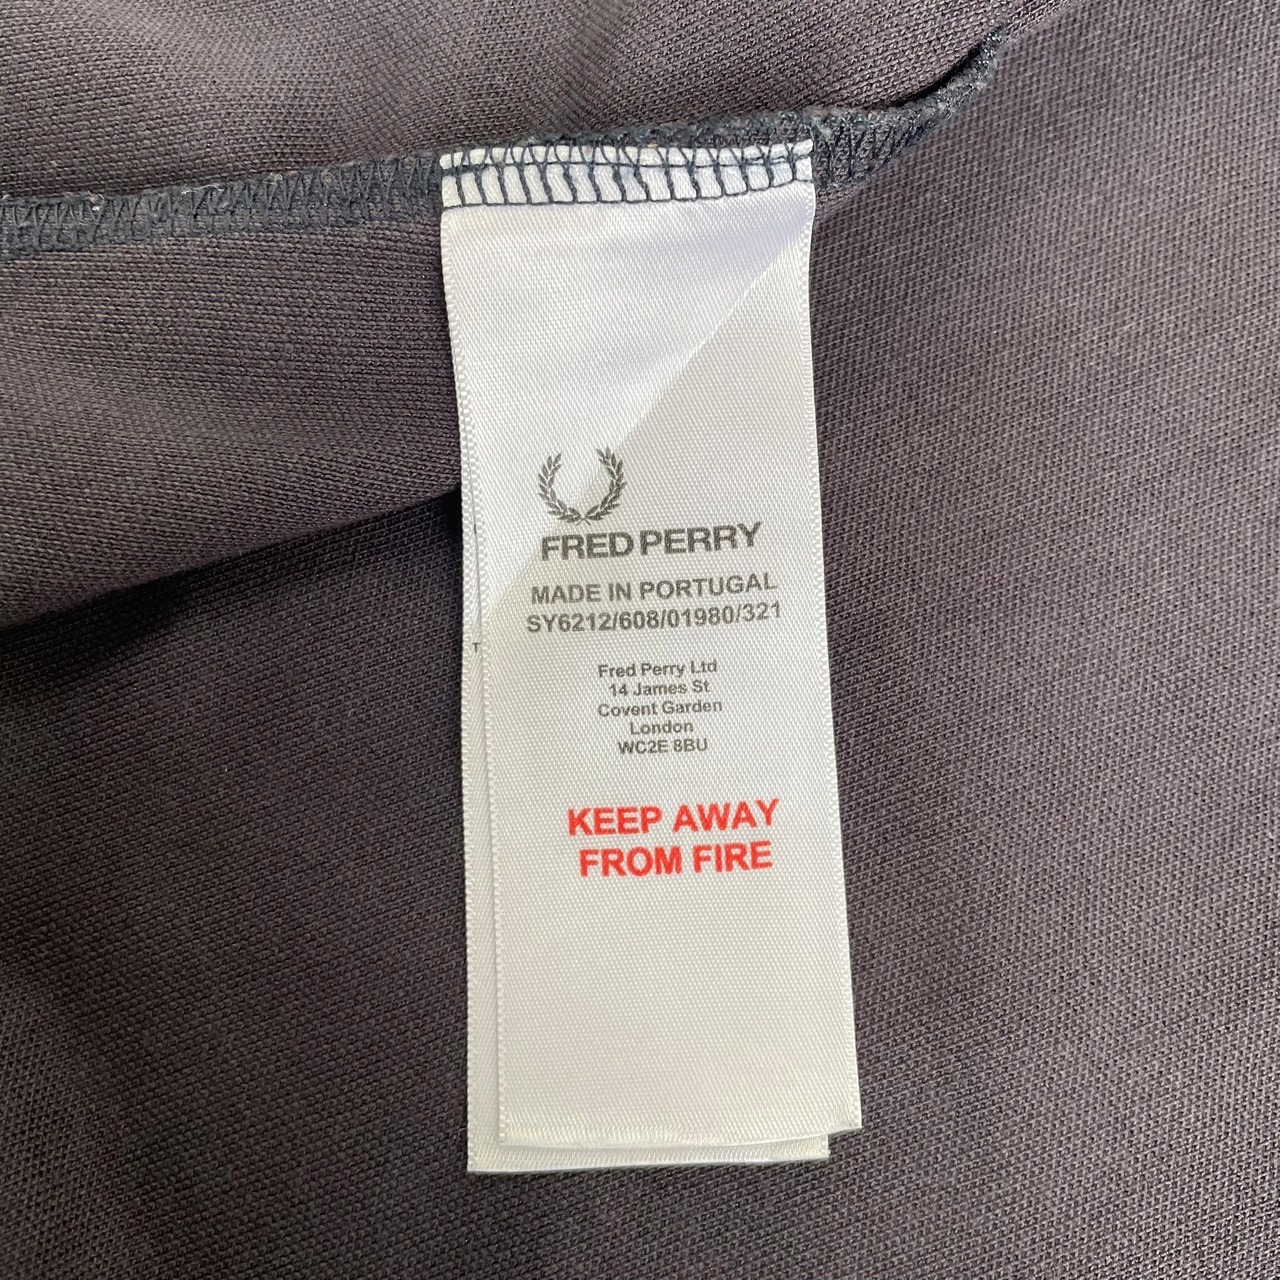 FRED PERRY
MADE IN PORTUGAL
SY6212/608/01980/321
Fred Perry Ltd
14 James St
Covent Garden
London
WC2E 8BU
KEEP AWAY
FROM FIRE